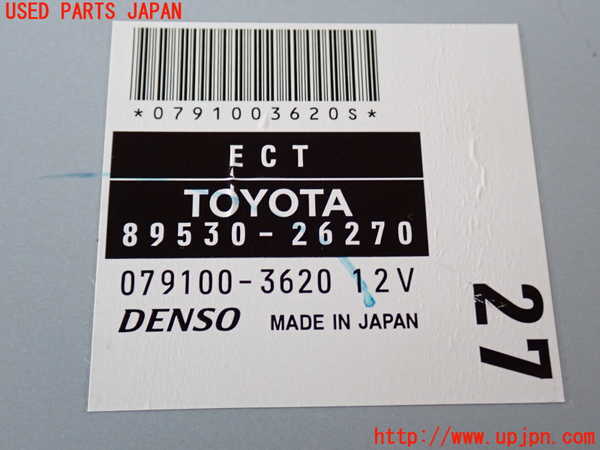 USED PARTS JAPAN
*0791003620S*
ECT
TOYOTA
89530-26270
079100-3620 12V
DENSO MADE IN JAPAN
27
http://www.upjpn.com/